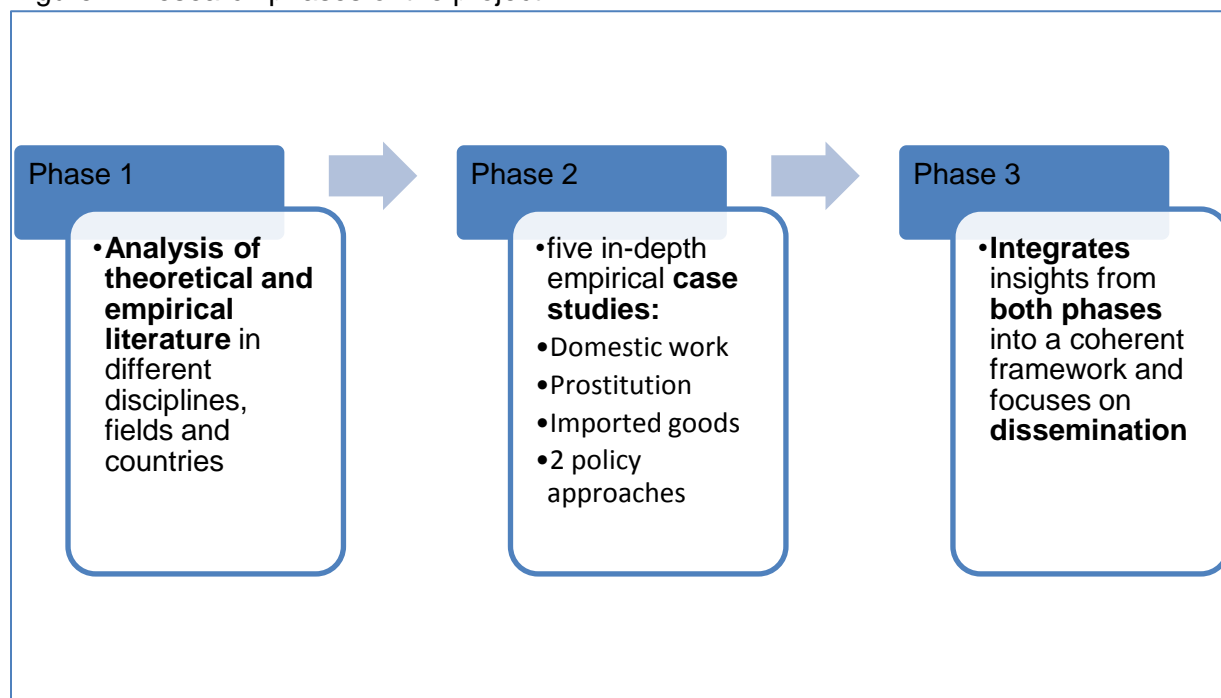 Phase 1
•Analysis of
theoretical and
empirical
literature in
different
disciplines,
fields and
countries
Phase 2
•five in-depth
empirical case
studies:
•Domestic work
•Prostitution
•Imported goods
•2 policy
approaches
Phase 3
•Integrates
insights from
both phases
into a coherent
framework and
focuses on
dissemination